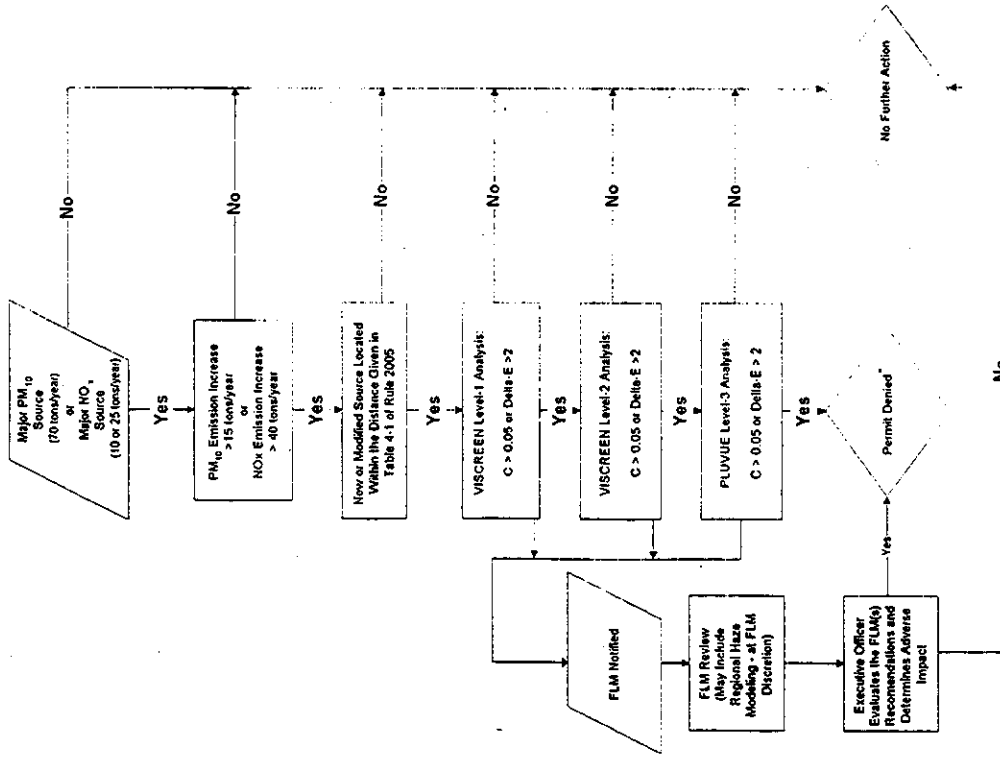 Major PM10
Source
(70 tons/year)
or
Major NOx
Source
(10 or 25 tons/year)
No
Yes
PM10 Emission Increase
>15 tons/year
or
NOx Emission Increase
> 40 tons/year
No
Yes
New or Modified Source Located
Within the Distance Given in
Table 4-1 of Rule 2005
No
Yes
VISCREEN Level-1 Analysis:
C > 0.05 or Delta-E >2
No
Yes
VISCREEN Level-2 Analysis:
C > 0.05 or Delta-E >2
No
Yes
PLUVUE Level-3 Analysis:
C > 0.05 or Delta-E > 2
No
Yes
FLM Notified
FLM Review
(May Include
Regional Haze
Modeling - at FLM
Discretion)
Executive Officer
Evaluates the FLM(s)
Recomendations and
Determines Adverse
Impact
Yes
Permit Denied*
No Further Action
No